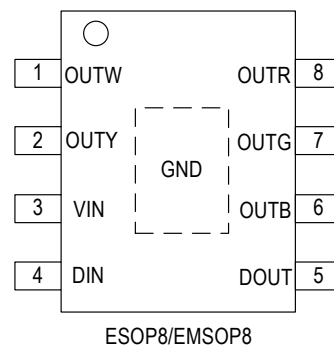 1 OUTW OUTR 8
2 OUTY OUTG 7
GND
3 VIN OUTB 6
4 DIN DOUT 5
ESOP8/EMSOP8